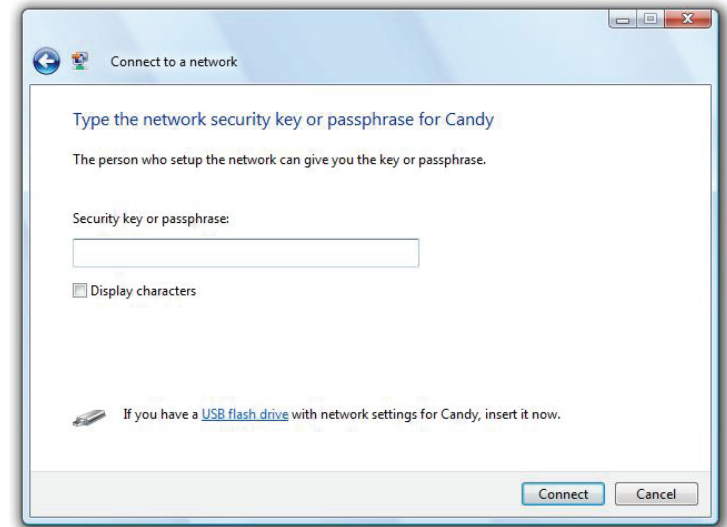 Connect to a network
Type the network security key or passphrase for Candy
The person who setup the network can give you the key or passphrase.
Security key or passphrase:
Display characters
If you have a USB flash drive with network settings for Candy, insert it now.
Connect
Cancel